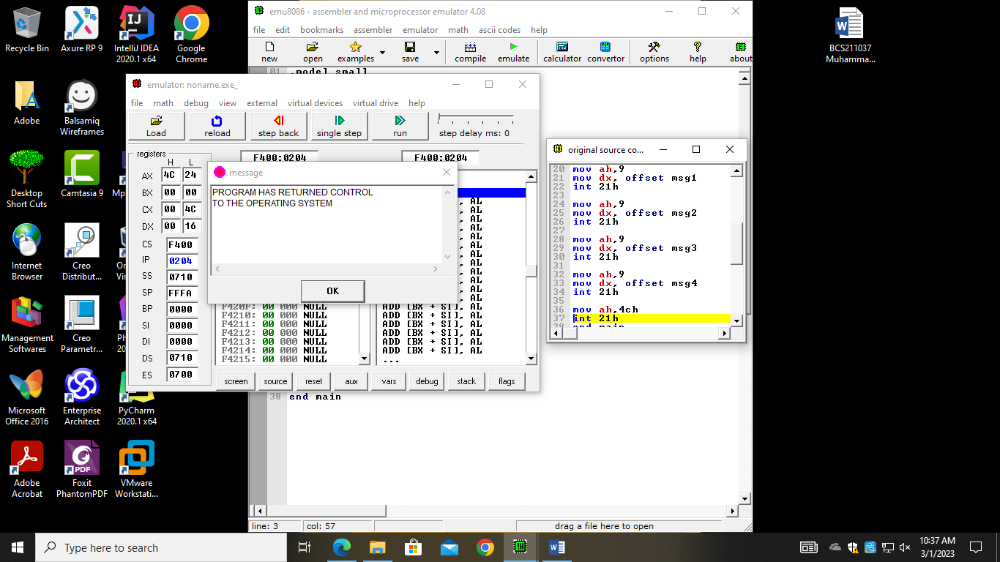 Recycle Bin
Axure RP 9
IntelliJ IDEA
2020.1 x64
Google
Chrome
Adobe
Balsamiq
Wireframes
Desktop
Short Cuts
Camtasia 9
Internet
Browser
Creo
Distribut...
Management
Softwares
Creo
Parametr...
Microsoft
Office 2016
Enterprise
Architect
PyCharm
2020.1 x64
Adobe
Acrobat
Foxit
PhantomPDF
PDF
VMware
Workstati...
BCS211037
Muhamma...
emu8086 - assembler and microprocessor emulator 4.08
file edit bookmarks assembler emulator math ascii codes help
new open examples save compile emulate calculator convertor options help about
01 .model small
emulator: noname.exe_
file math debug view external virtual devices virtual drive help
Load reload step back single step run step delay ms: 0
registers
H L
F400:0204 F400:0204
AX 4C 24
BX 00 00
CX 00 4C
DX 00 16
CS F400
IP 0204
SS 0710
SP FFFA
BP 0000
SI 0000
DI 0000
DS 0710
ES 0700
message
PROGRAM HAS RETURNED CONTROL
TO THE OPERATING SYSTEM
OK
, AL
, AL
, AL
, AL
, AL
, AL
, AL
, AL
, AL
, AL
, AL
, AL
F420F: 00 000 NULL ADD [BX + SI], AL
F4210: 00 000 NULL ADD [BX + SI], AL
F4211: 00 000 NULL ADD [BX + SI], AL
F4212: 00 000 NULL ADD [BX + SI], AL
F4213: 00 000 NULL ADD [BX + SI], AL
F4214: 00 000 NULL ADD [BX + SI], AL
F4215: 00 000 NULL ...
screen source reset aux vars debug stack flags
38 end main
original source co...
20 mov ah,9
21 mov dx, offset msg1
22 int 21h
23
24 mov ah,9
25 mov dx, offset msg2
26 int 21h
27
28 mov ah,9
29 mov dx, offset msg3
30 int 21h
31
32 mov ah,9
33 mov dx, offset msg4
34 int 21h
35
36 mov ah,4ch
37 int 21h
38 end main
line: 3 col: 57 drag a file here to open
Type here to search
10:37 AM
3/1/2023